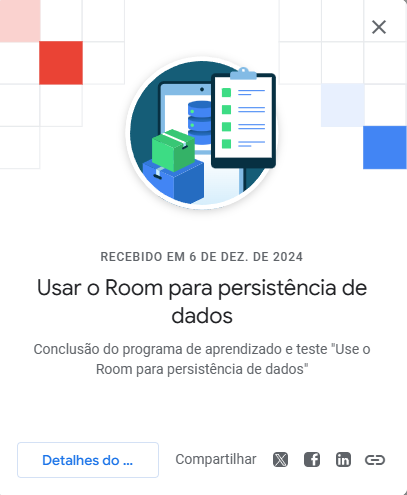 RECEBIDO EM 6 DE DEZ. DE 2024
Usar o Room para persistência de
dados
Conclusão do programa de aprendizado e teste "Use o
Room para persistência de dados"
Detalhes do ...
Compartilhar